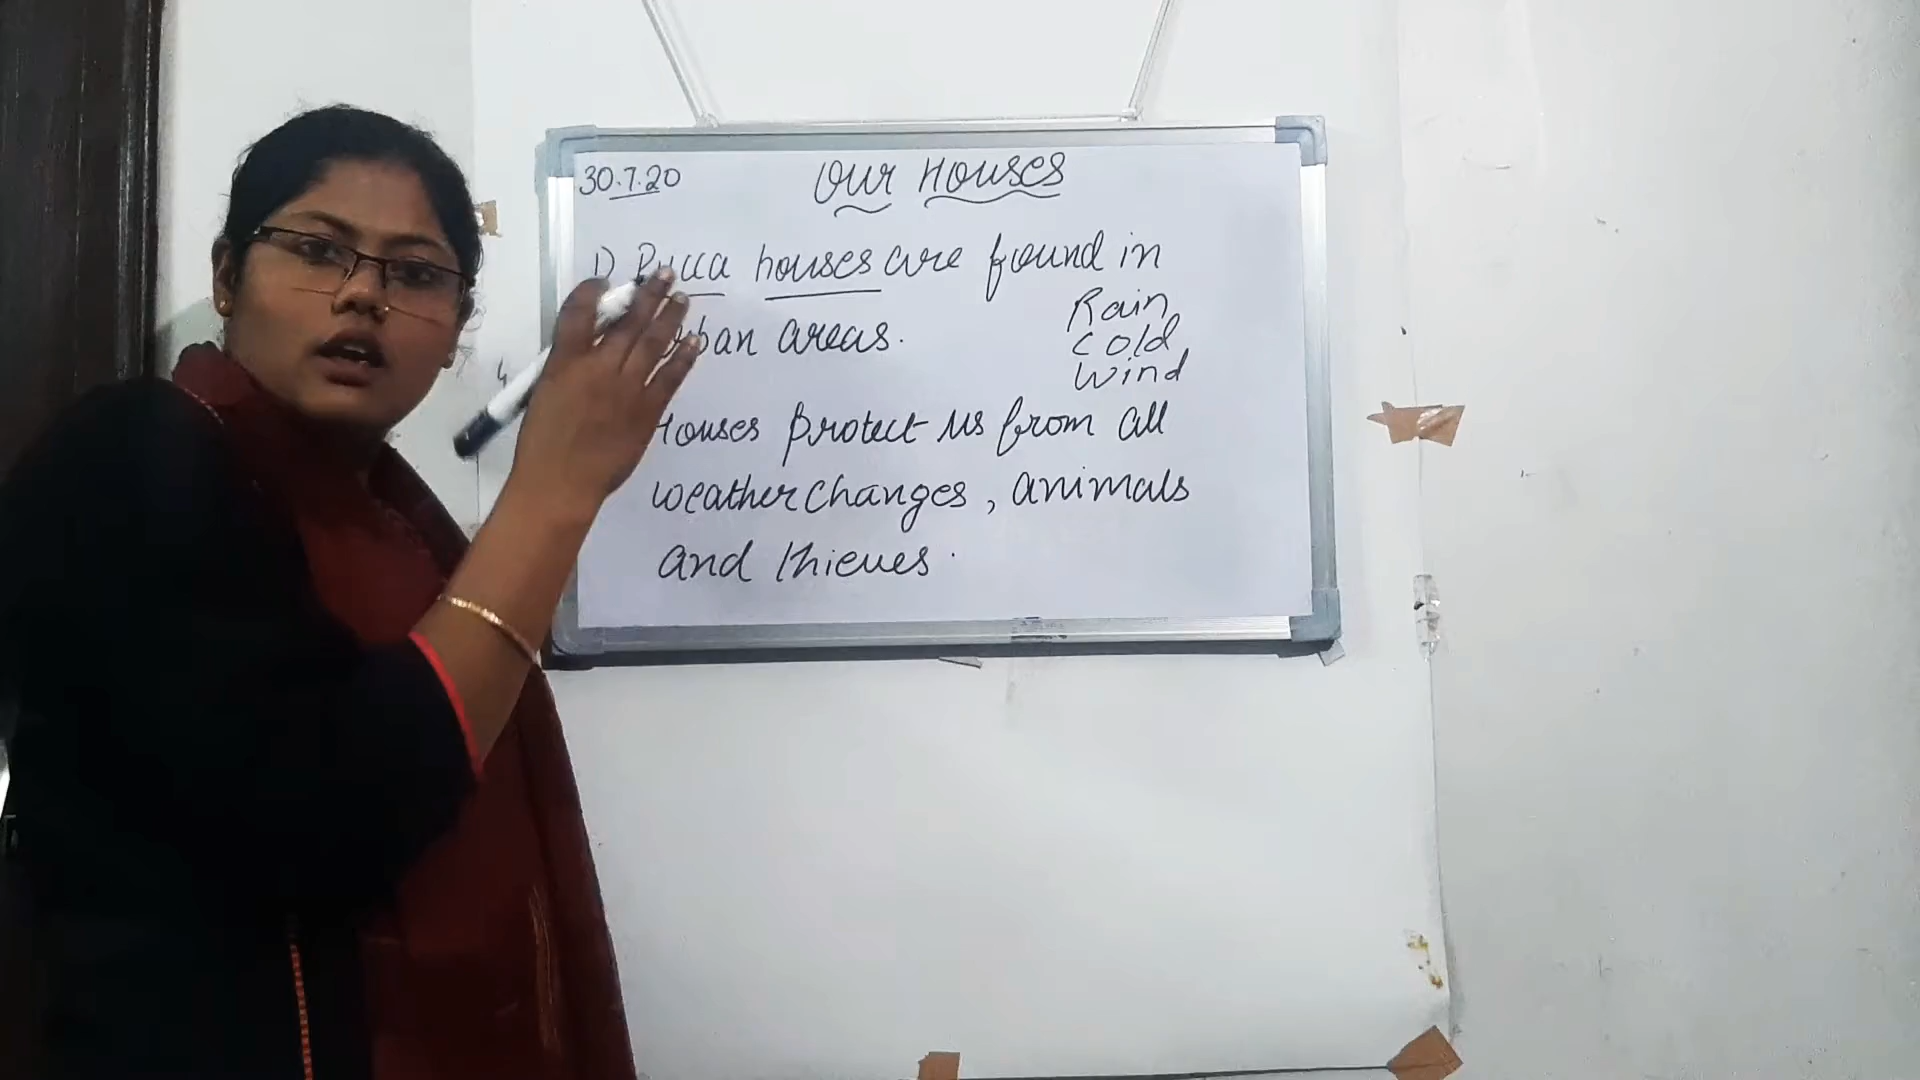 30.7.20
Our Houses
1) Pucca houses are found in
urban areas.
Rain
Cold
Wind
Houses protect us from all
weather changes, animals
and thieves.